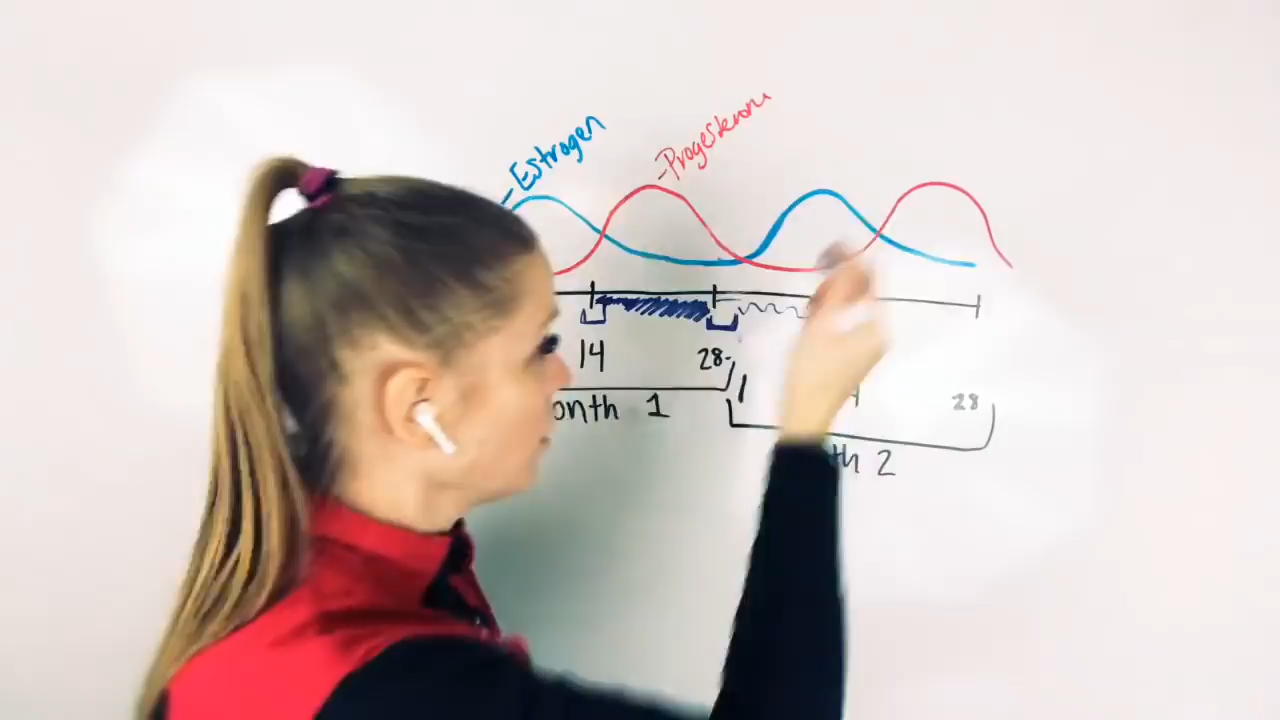 -Estrogen
-Progesterone
14
28-
1
28
onth 1
th 2